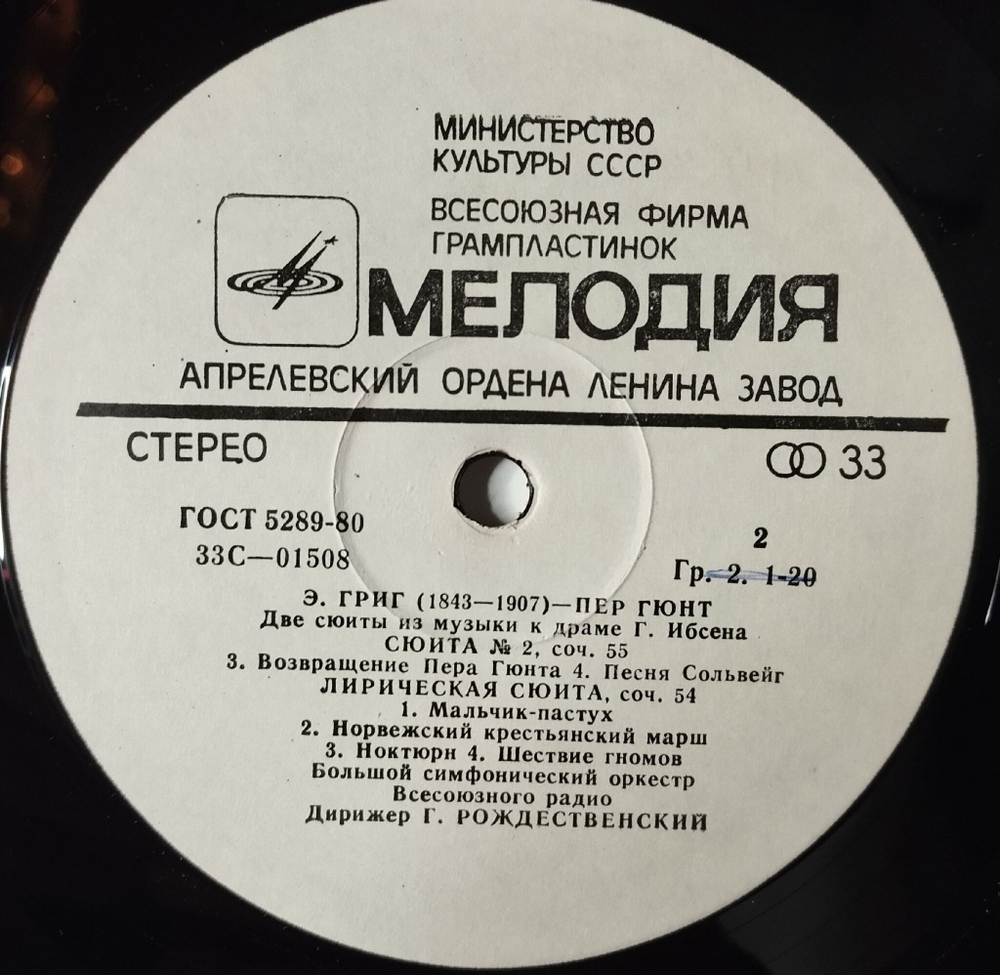 МИНИСТЕРСТВО
КУЛЬТУРЫ СССР
ВСЕСОЮЗНАЯ ФИРМА
ГРАМПЛАСТИНОК
МЕЛОДИЯ
АПРЕЛЕВСКИЙ ОРДЕНА ЛЕНИНА ЗАВОД
СТЕРЕО
33
ГОСТ 5289-80
33С—01508
2
Гр. 2. 1-20
Э. ГРИГ (1843—1907)—ПЕР ГЮНТ
Две сюиты из музыки к драме Г. Ибсена
СЮИТА № 2, соч. 55
3. Возвращение Пера Гюнта 4. Песня Сольвейг
ЛИРИЧЕСКАЯ СЮИТА, соч. 54
1. Мальчик-пастух
2. Норвежский крестьянский марш
3. Ноктюрн 4. Шествие гномов
Большой симфонический оркестр
Всесоюзного радио
Дирижер Г. РОЖДЕСТВЕНСКИЙ